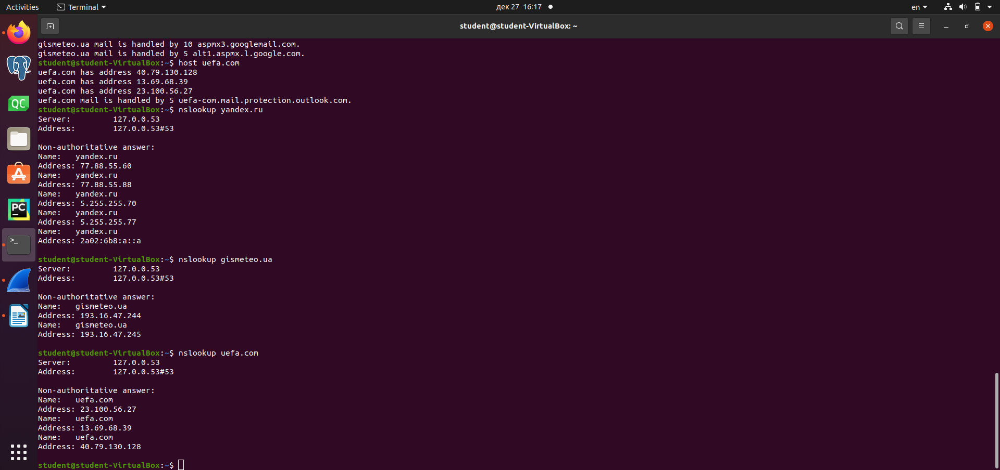 Activities
Terminal
дек 27 16:17
en
student@student-VirtualBox: ~
gismeteo.ua mail is handled by 10 aspmx3.googlemail.com.
gismeteo.ua mail is handled by 5 alt1.aspmx.l.google.com.
student@student-VirtualBox:~$ host uefa.com
uefa.com has address 40.79.130.128
uefa.com has address 13.69.68.39
uefa.com has address 23.100.56.27
uefa.com mail is handled by 5 uefa-com.mail.protection.outlook.com.
student@student-VirtualBox:~$ nslookup yandex.ru
Server:         127.0.0.53
Address:        127.0.0.53#53

Non-authoritative answer:
Name:   yandex.ru
Address: 77.88.55.60
Name:   yandex.ru
Address: 77.88.55.88
Name:   yandex.ru
Address: 5.255.255.70
Name:   yandex.ru
Address: 5.255.255.77
Name:   yandex.ru
Address: 2a02:6b8:a::a

student@student-VirtualBox:~$ nslookup gismeteo.ua
Server:         127.0.0.53
Address:        127.0.0.53#53

Non-authoritative answer:
Name:   gismeteo.ua
Address: 193.16.47.244
Name:   gismeteo.ua
Address: 193.16.47.245

student@student-VirtualBox:~$ nslookup uefa.com
Server:         127.0.0.53
Address:        127.0.0.53#53

Non-authoritative answer:
Name:   uefa.com
Address: 23.100.56.27
Name:   uefa.com
Address: 13.69.68.39
Name:   uefa.com
Address: 40.79.130.128

student@student-VirtualBox:~$
QC
PC
>_